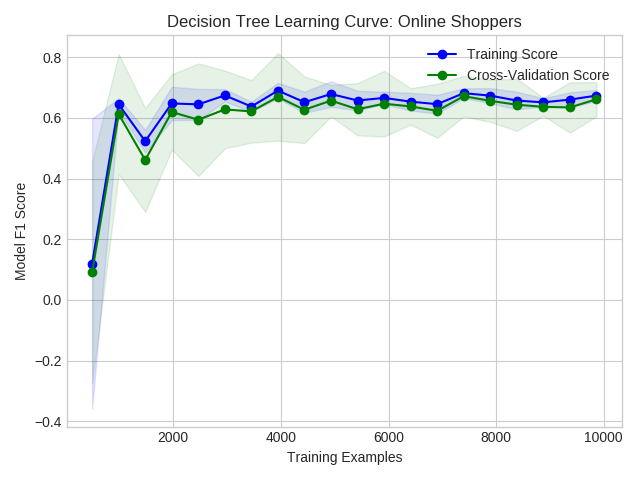 Decision Tree Learning Curve: Online Shoppers
Training Score
Cross-Validation Score
Model F1 Score
0.8
0.6
0.4
0.2
0.0
−0.2
−0.4
2000
4000
6000
8000
10000
Training Examples